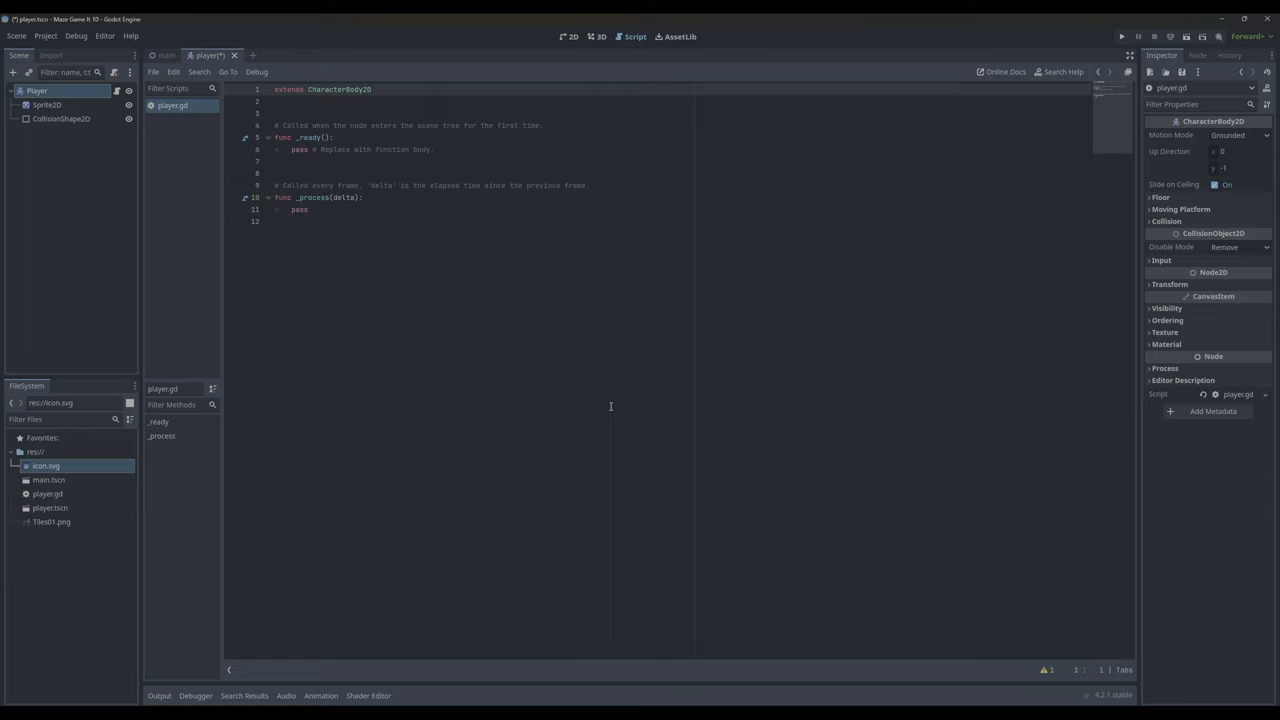 (*) player.tscn - Maze Game It 10 - Godot Engine
Scene Project Debug Editor Help
2D 3D Script AssetLib
Forward+
Scene Import
Filter: name, t:t
Player
Sprite2D
CollisionShape2D
FileSystem
res://icon.svg
Filter Files
Favorites:
res://
icon.svg
main.tscn
player.gd
player.tscn
Tiles01.png
main player(*)
File Edit Search Go To Debug
Online Docs Search Help
Filter Scripts
player.gd
player.gd
Filter Methods
_ready
_process
1 extends CharacterBody2D
2
3
4 # Called when the node enters the scene tree for the first time.
5 func _ready():
6 pass # Replace with function body.
7
8
9 # Called every frame. 'delta' is the elapsed time since the previous frame.
10 func _process(delta):
11 pass
12
1 1 : 1 | Tabs
Output Debugger Search Results Audio Animation Shader Editor
4.2.1.stable
Inspector Node History
player.gd
Filter Properties
CharacterBody2D
Motion Mode Grounded
Up Direction x 0
y -1
Slide on Ceiling On
Floor
Moving Platform
Collision
CollisionObject2D
Disable Mode Remove
Input
Node2D
Transform
CanvasItem
Visibility
Ordering
Texture
Material
Node
Process
Editor Description
Script player.gd
Add Metadata